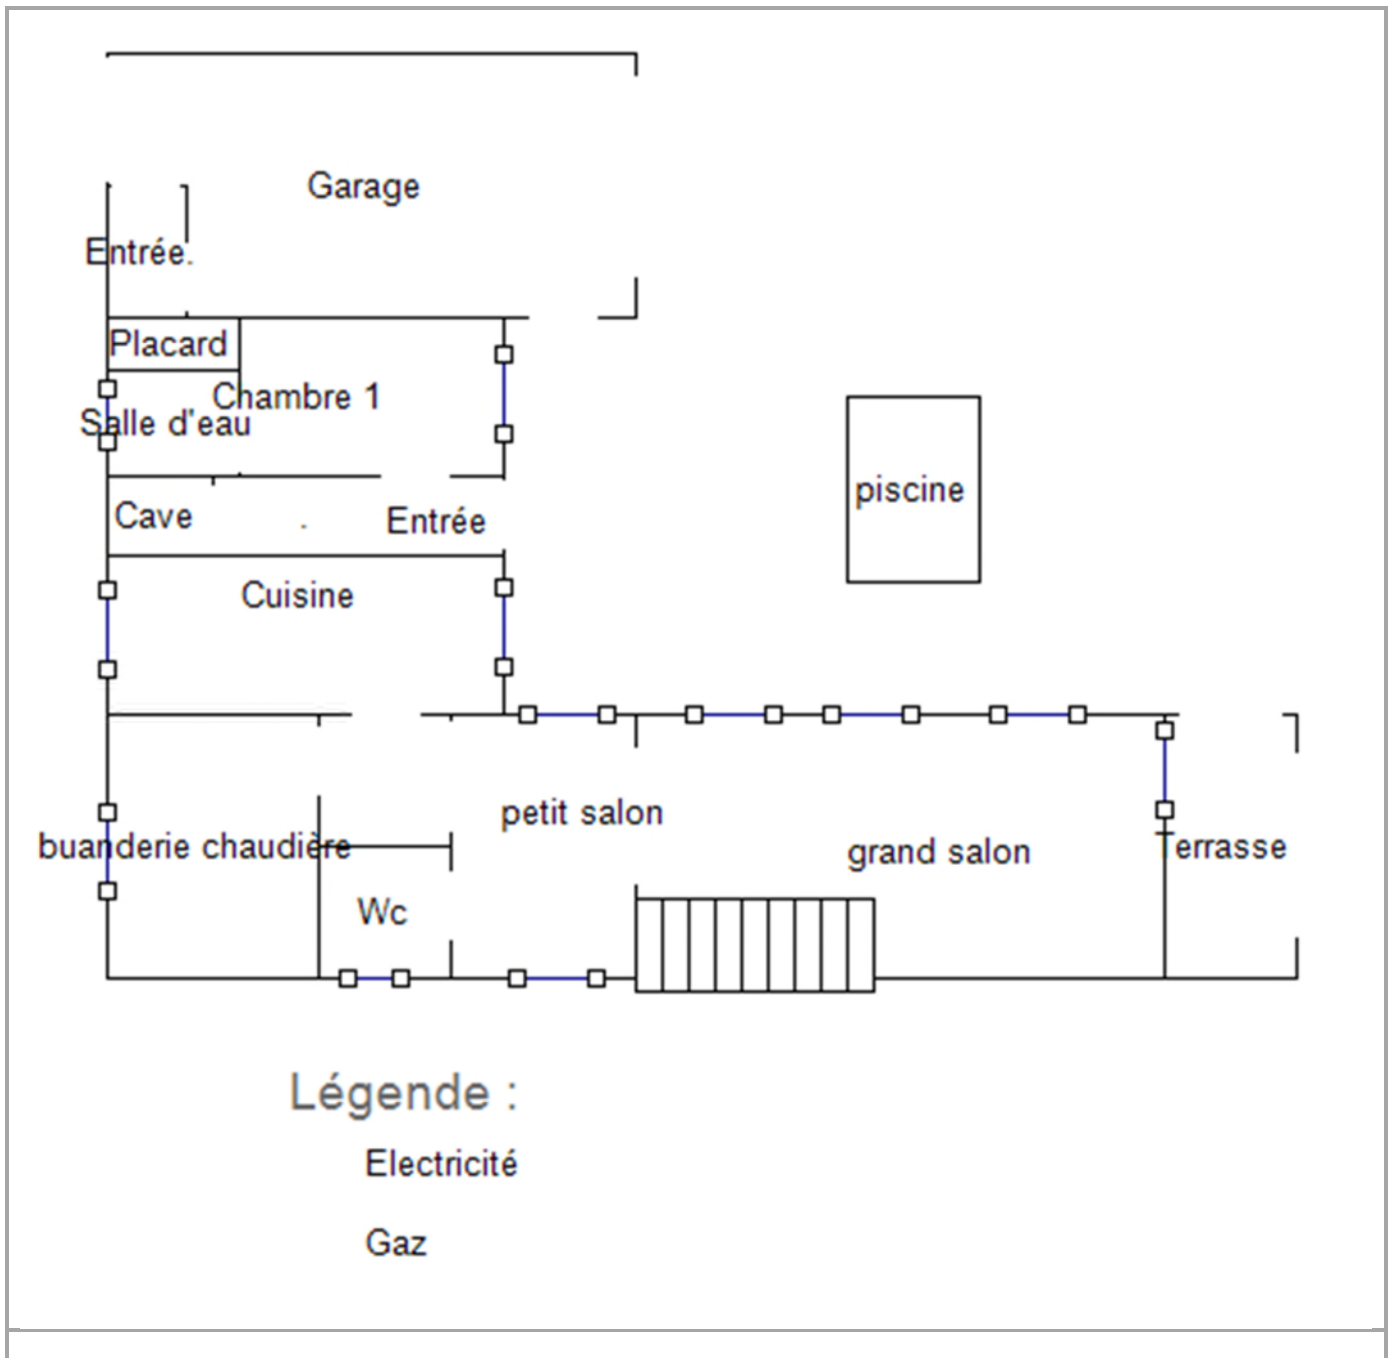 Garage
Entrée.
Placard
Chambre 1
Salle d'eau
piscine
Cave . Entrée
Cuisine
petit salon
buanderie chaudière
grand salon
Terrasse
Wc
Légende :
Electricité
Gaz